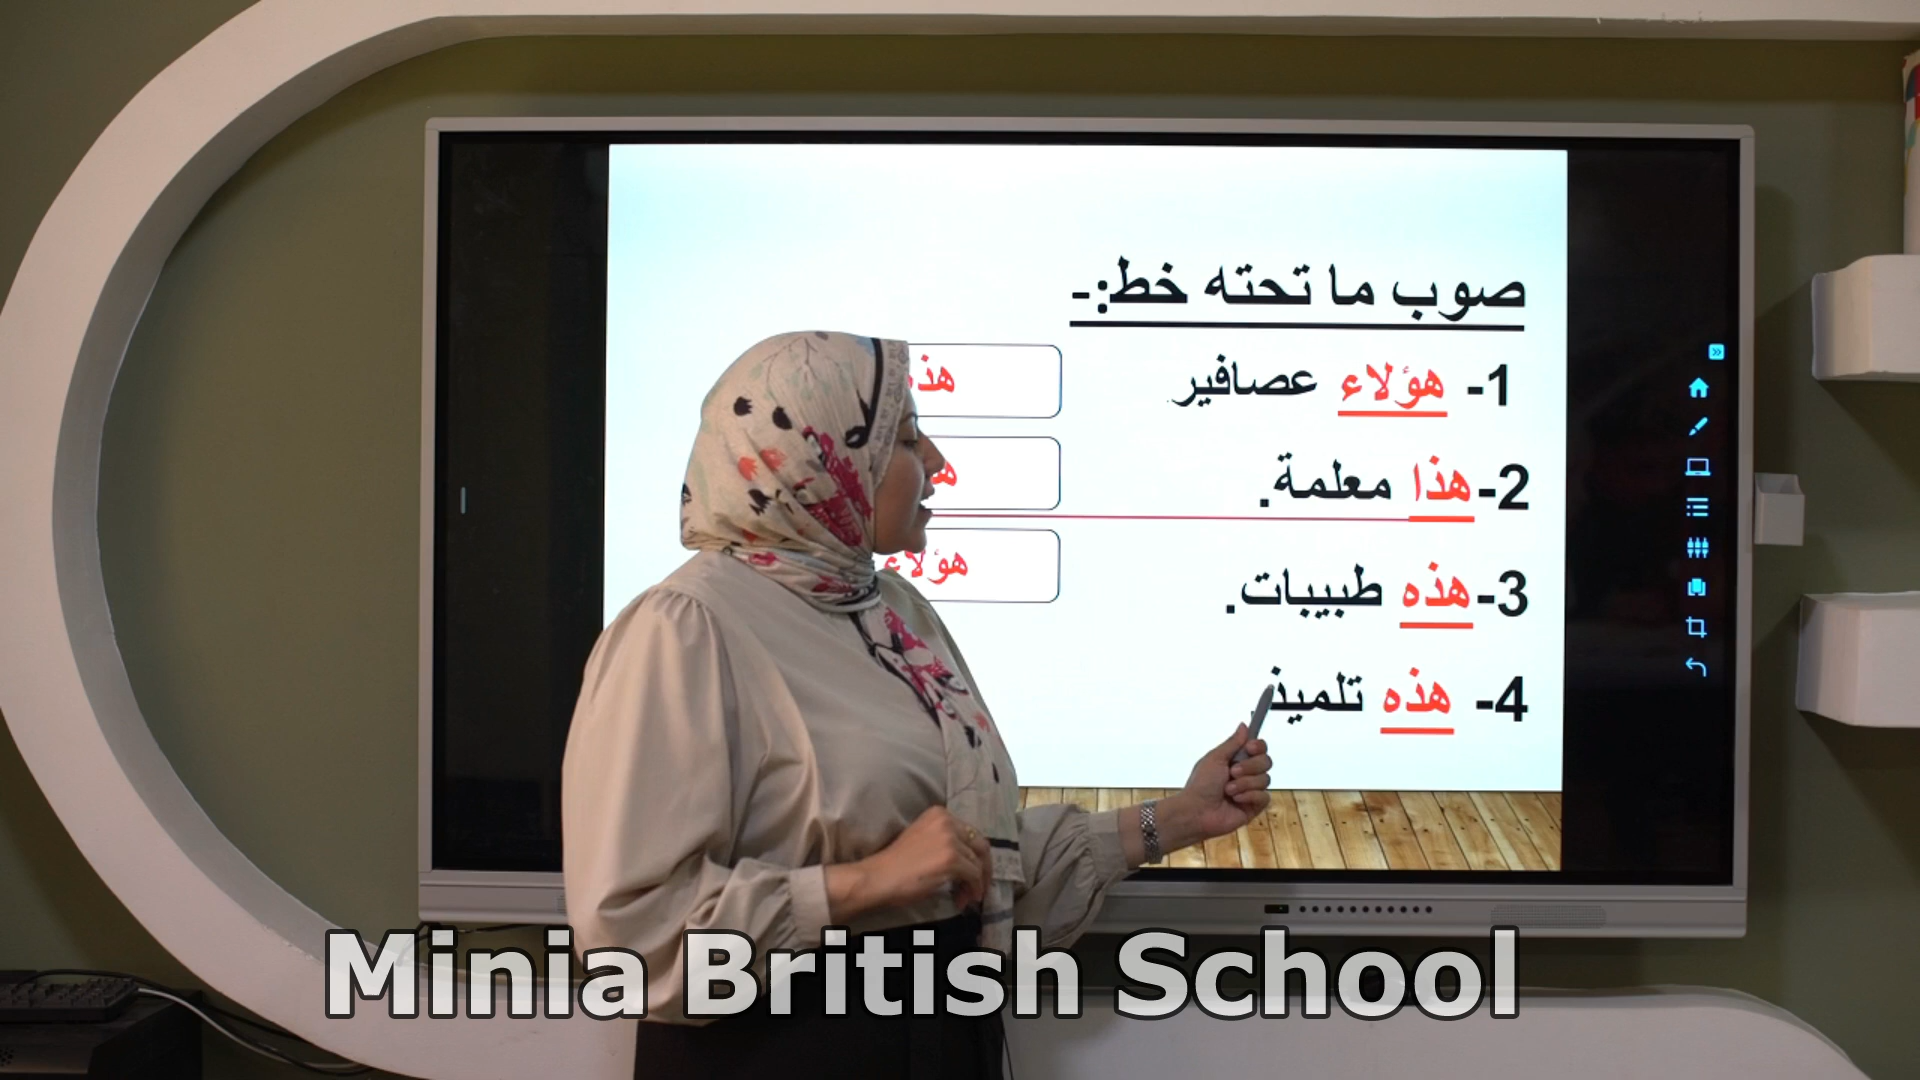 صوب ما تحته خط:-
1- هؤلاء عصافير.
2- هذا معلمة.
3- هذه طبيبات.
4- هذه تلميذ.
هؤلاء
Minia British School